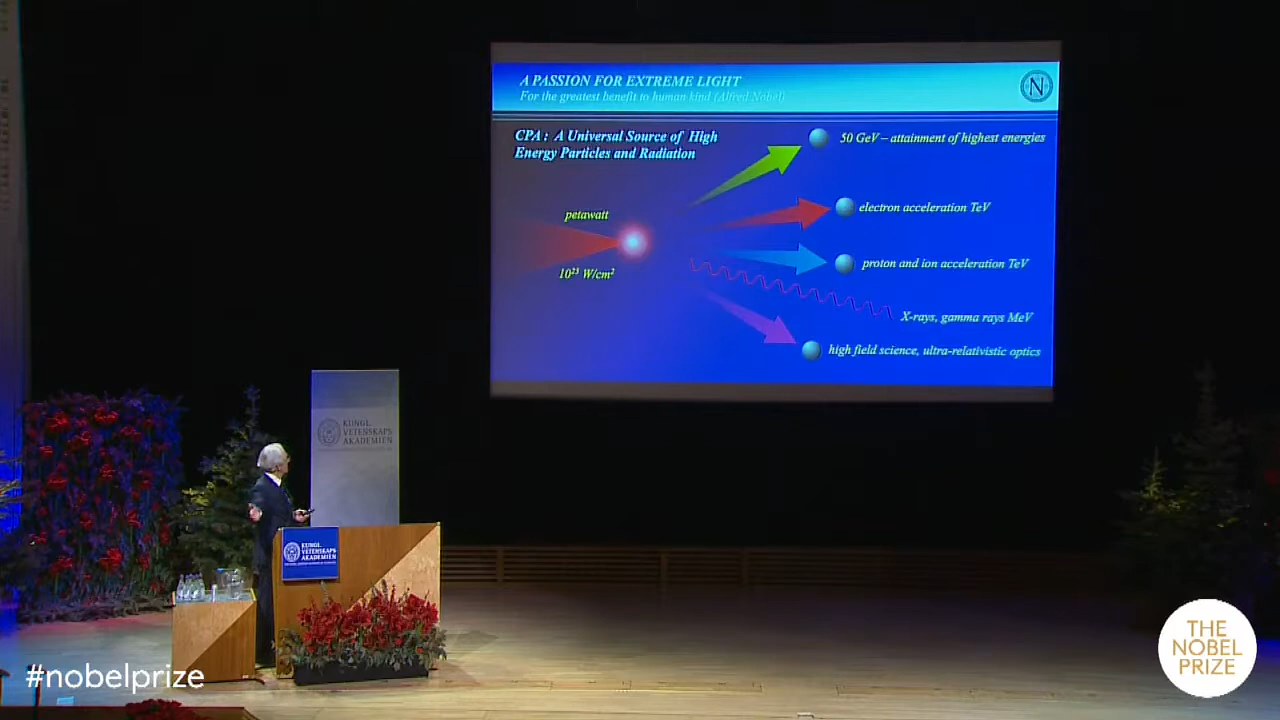 A PASSION FOR EXTREME LIGHT
For the greatest benefit to human kind (Alfred Nobel)
N
CPA : A Universal Source of High
Energy Particles and Radiation
50 GeV – attainment of highest energies
electron acceleration TeV
petawatt
proton and ion acceleration TeV
10²³ W/cm²
X-rays, gamma rays MeV
high field science, ultra-relativistic optics
KUNGL.
VETENSKAPS
AKADEMIEN
KUNGL.
VETENSKAPS
AKADEMIEN
#nobelprize
THE
NOBEL
PRIZE